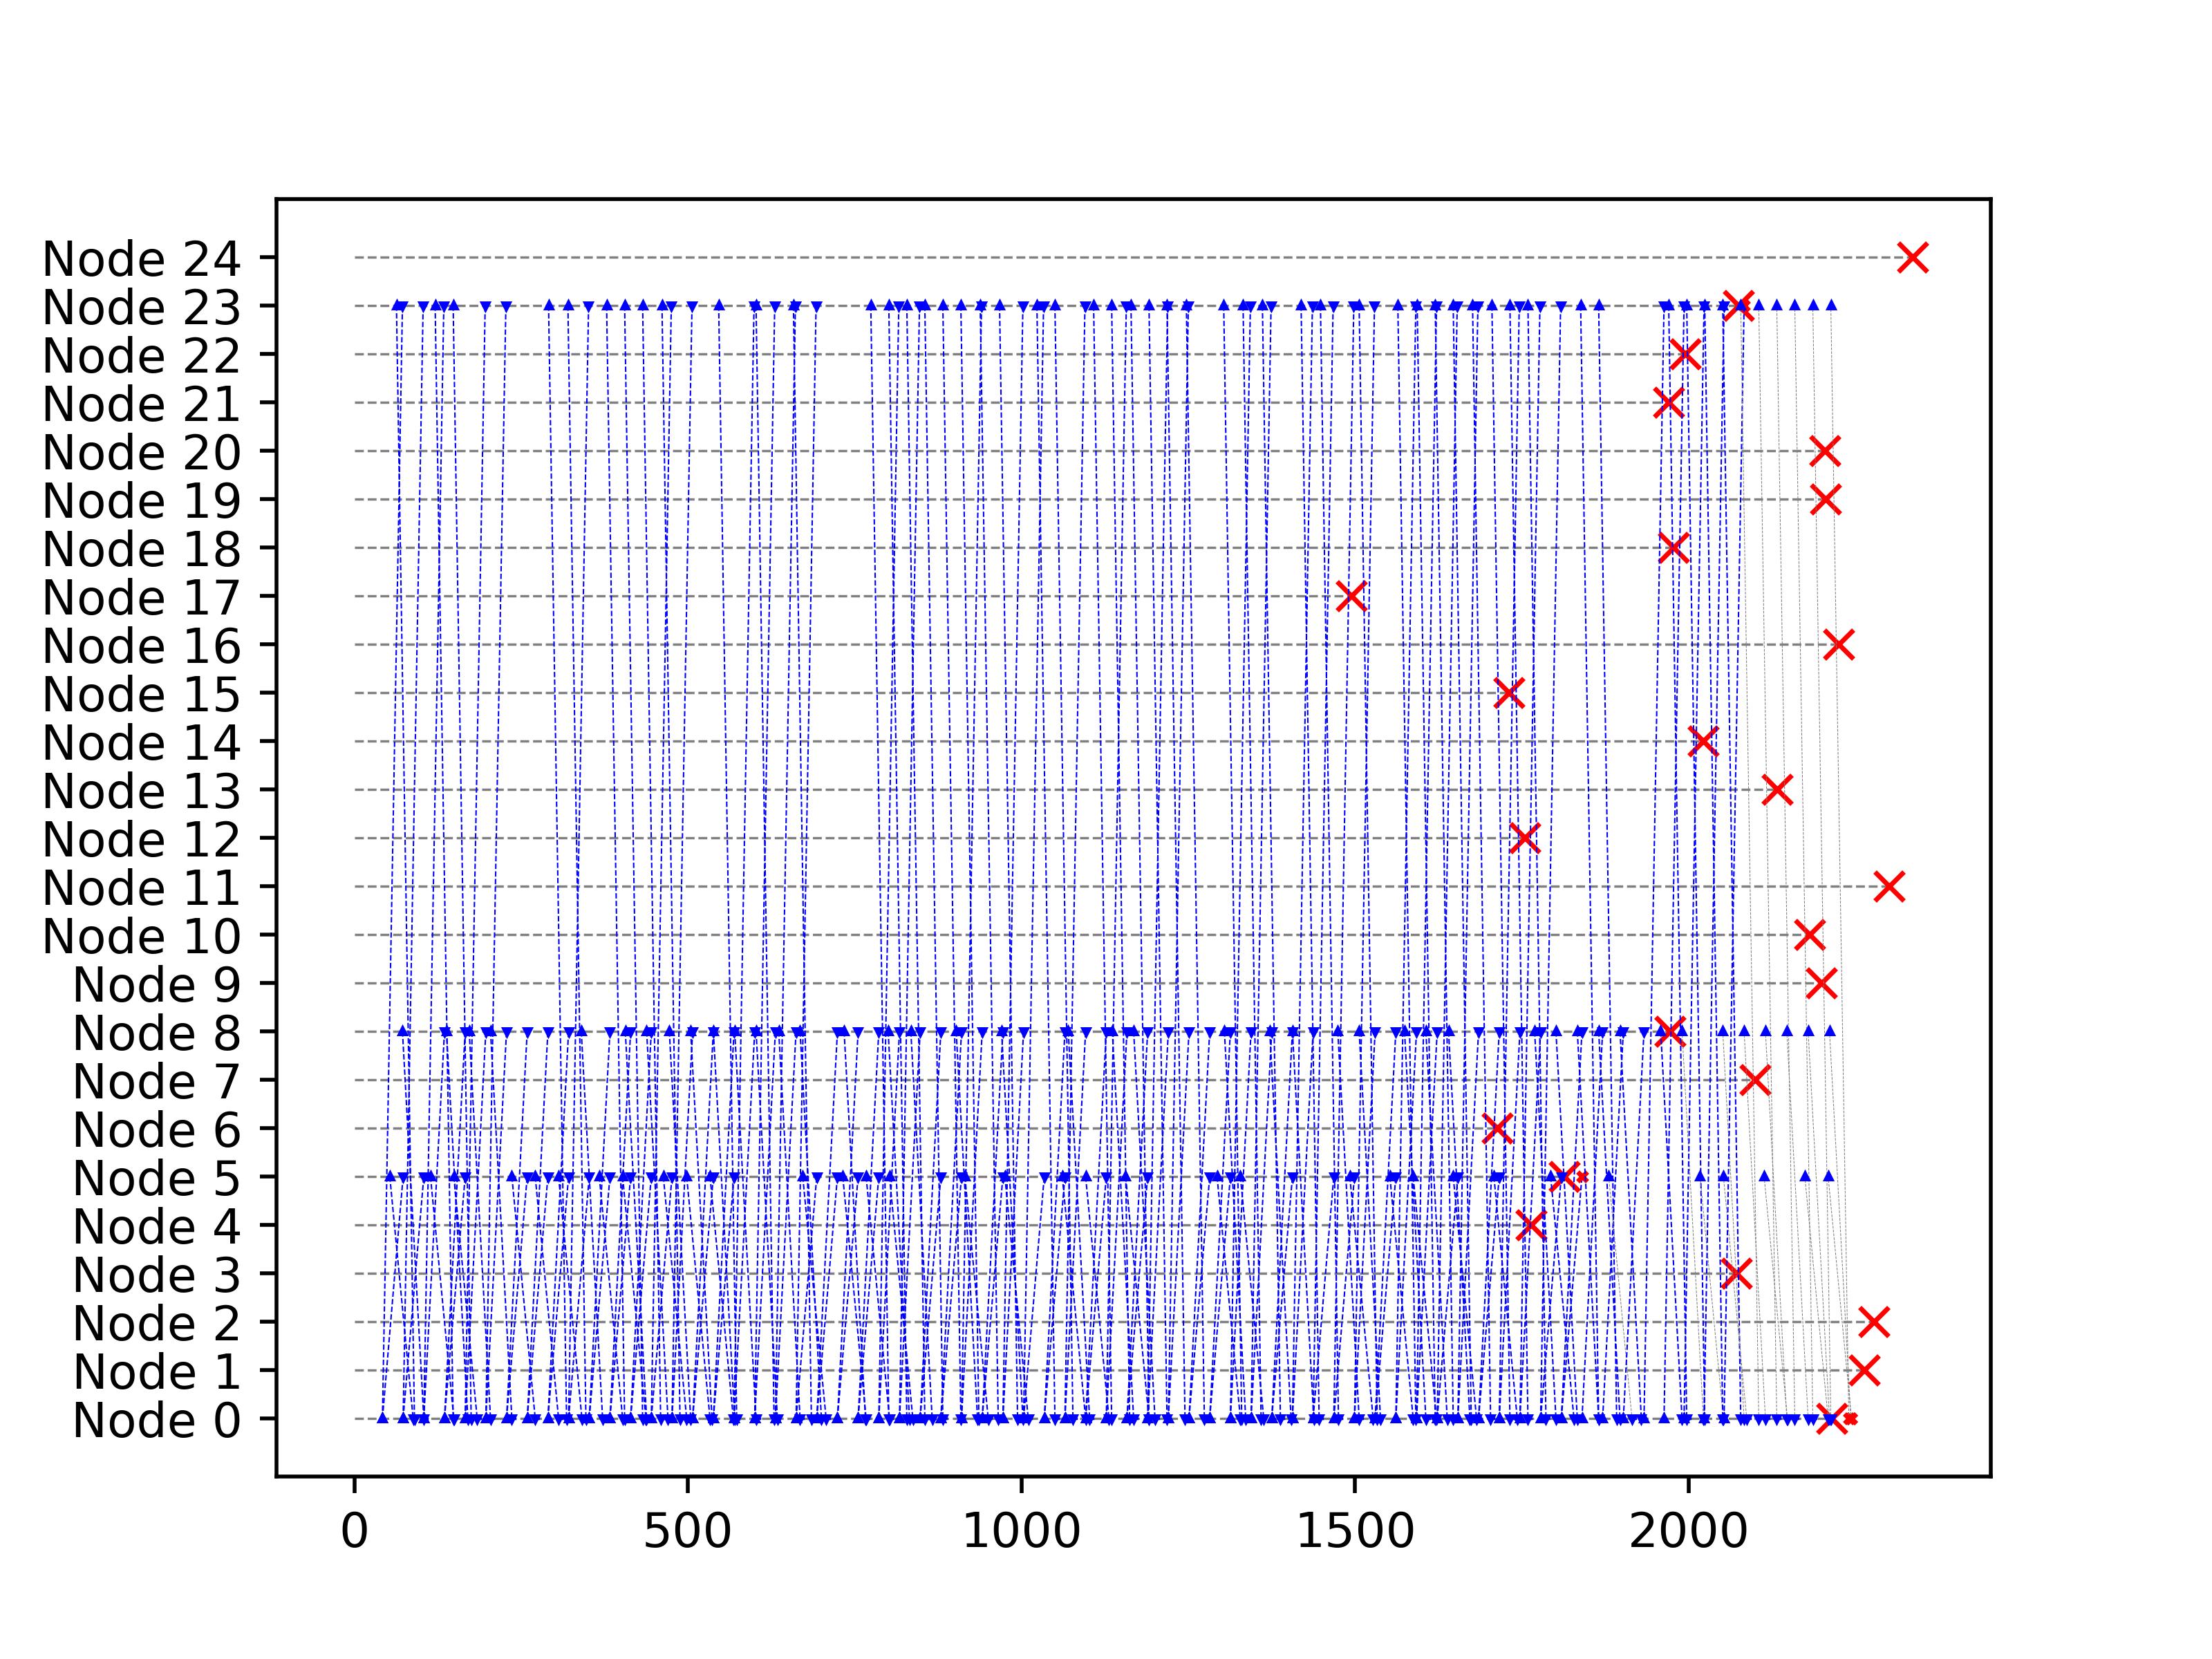 Node 24
Node 23
Node 22
Node 21
Node 20
Node 19
Node 18
Node 17
Node 16
Node 15
Node 14
Node 13
Node 12
Node 11
Node 10
Node 9
Node 8
Node 7
Node 6
Node 5
Node 4
Node 3
Node 2
Node 1
Node 0
0 500 1000 1500 2000